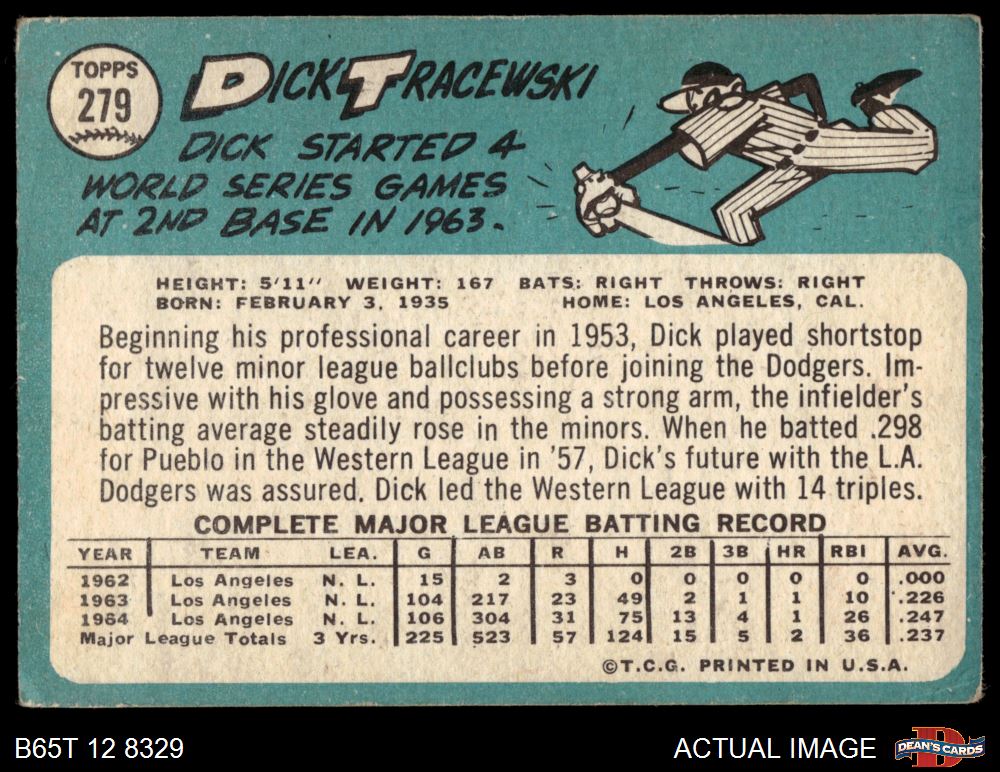 TOPPS
279
DICK TRACEWSKI
DICK STARTED 4
WORLD SERIES GAMES
AT 2ND BASE IN 1963.
HEIGHT: 5'11" WEIGHT: 167 BATS: RIGHT THROWS: RIGHT
BORN: FEBRUARY 3, 1935 HOME: LOS ANGELES, CAL.
Beginning his professional career in 1953, Dick played shortstop
for twelve minor league ballclubs before joining the Dodgers. Im-
pressive with his glove and possessing a strong arm, the infielder's
batting average steadily rose in the minors. When he batted .298
for Pueblo in the Western League in '57, Dick's future with the L.A.
Dodgers was assured. Dick led the Western League with 14 triples.
COMPLETE MAJOR LEAGUE BATTING RECORD
YEAR TEAM LEA. G AB R H 2B 3B HR RBI AVG.
1962 Los Angeles N. L. 15 2 3 0 0 0 0 0 .000
1963 Los Angeles N. L. 104 217 23 49 2 1 1 10 .226
1964 Los Angeles N. L. 106 304 31 75 13 4 1 26 .247
Major League Totals 3 Yrs. 225 523 57 124 15 5 2 36 .237
©T.C.G. PRINTED IN U.S.A.
B65T 12 8329
ACTUAL IMAGE
D
DEAN'S CARDS